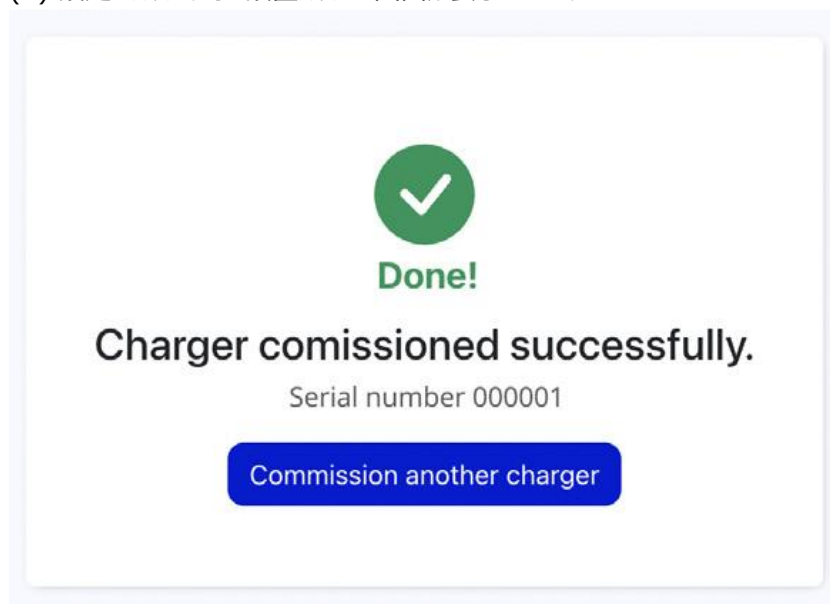 Done!
Charger comissioned successfully.
Serial number 000001
Commission another charger